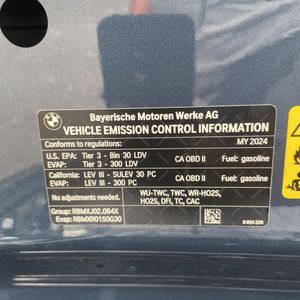 BMW
Bayerische Motoren Werke AG
VEHICLE EMISSION CONTROL INFORMATION
Conforms to regulations: MY 2024
U.S. EPA: Tier 3 - Bin 30 LDV CA OBD II Fuel: gasoline
EVAP: Tier 3 - 300 LDV
California: LEV III - SULEV 30 PC CA OBD II Fuel: gasoline
EVAP: LEV III - 300 PC
No adjustments needed. WU-TWC, TWC, WR-HO2S,
HO2S, DFI, TC, CAC
Group: RBMXJ02.084X
Evap: RBMXR0150G30